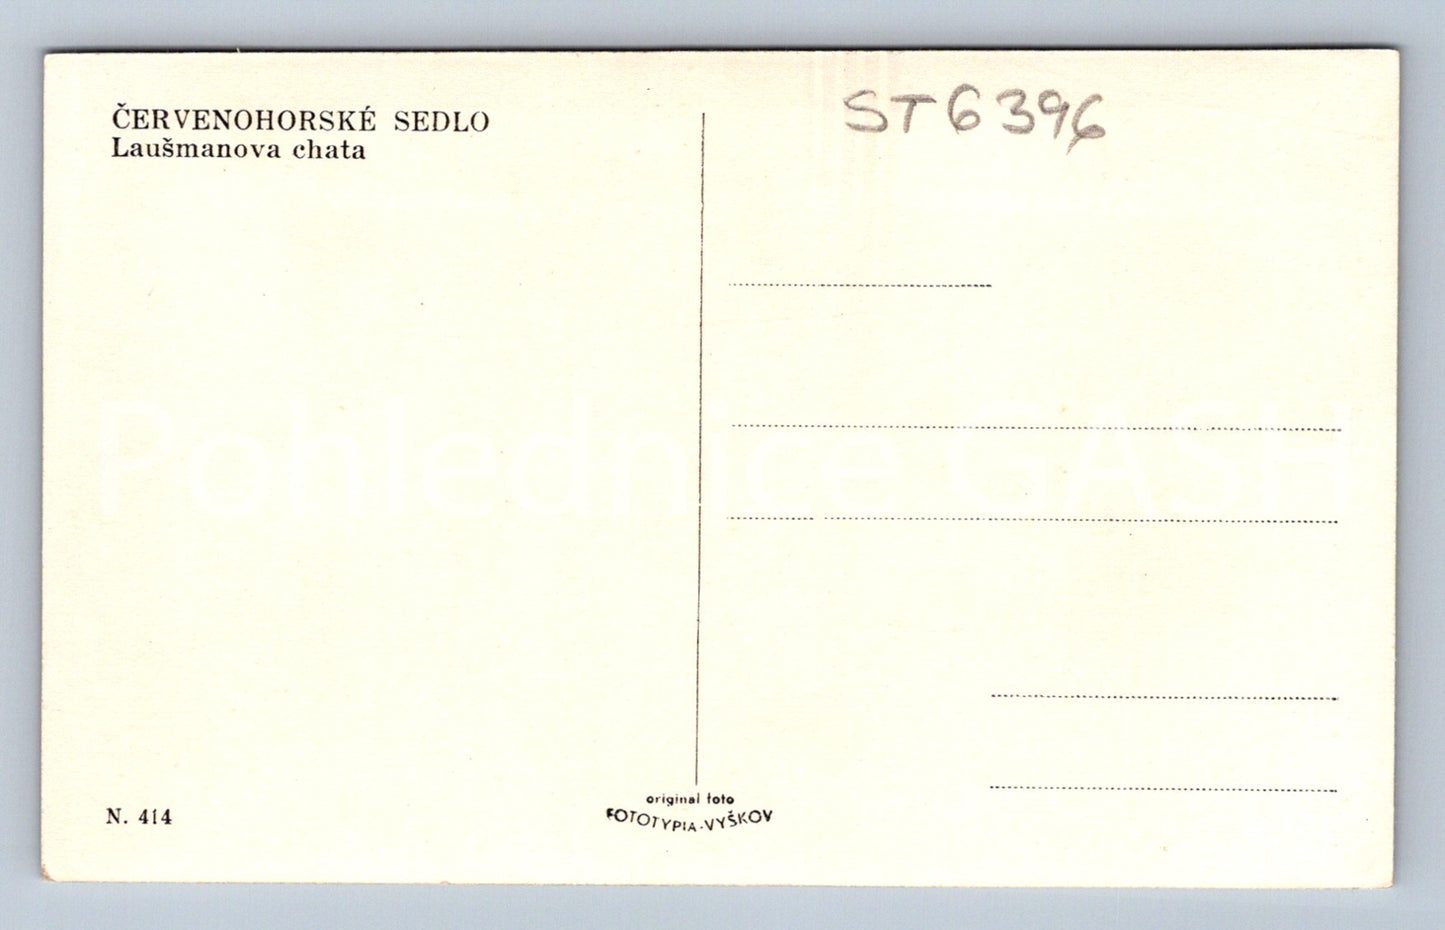 ČERVENOHORSKÉ SEDLO
Laušmanova chata
ST6396
Pohlednice GASH
N. 414
original foto
FOTOTYPIA-VYŠKOV